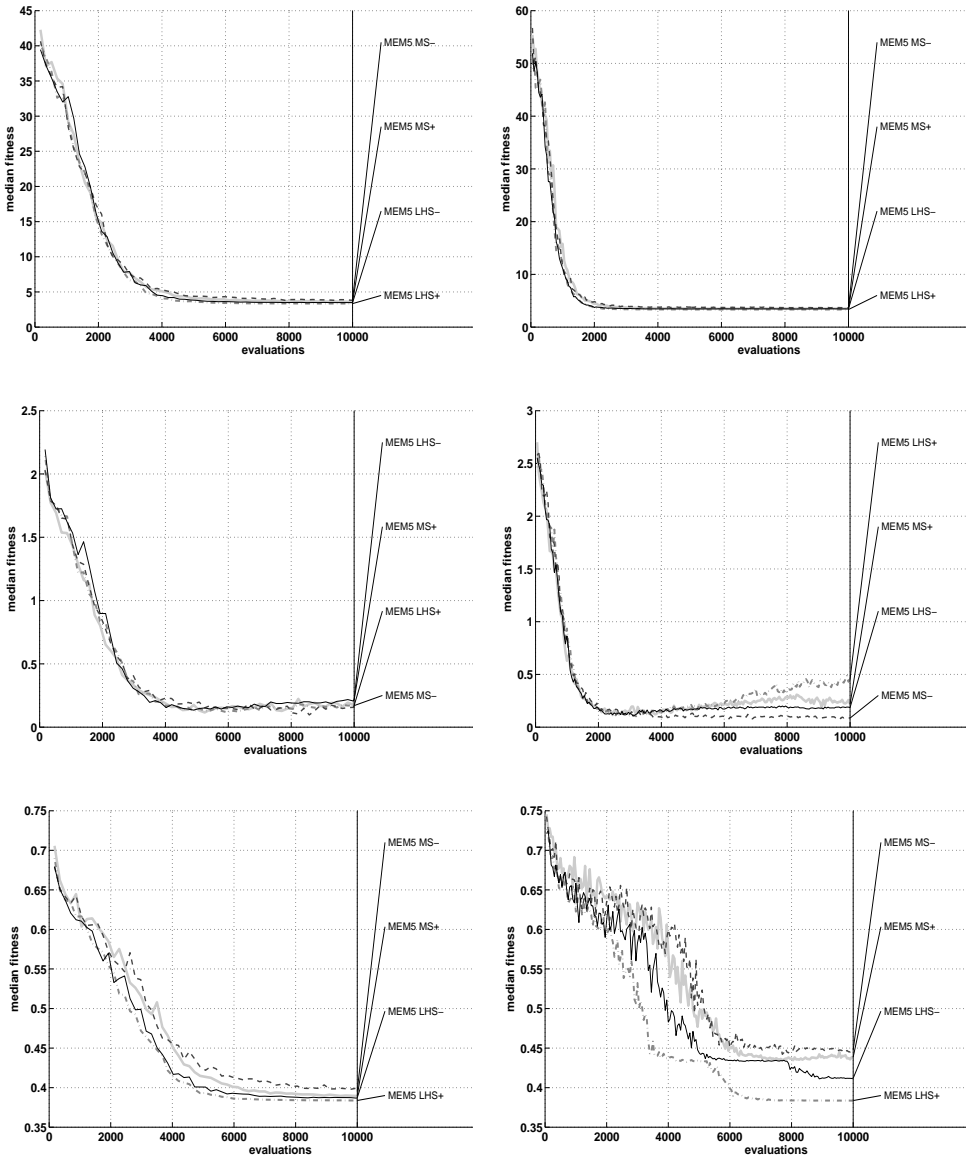 45
40
35
30
25
20
15
10
5
0
median fitness
0 2000 4000 6000 8000 10000
evaluations
MEM5 MS−
MEM5 MS+
MEM5 LHS−
MEM5 LHS+
60
50
40
30
20
10
0
median fitness
0 2000 4000 6000 8000 10000
evaluations
MEM5 MS−
MEM5 MS+
MEM5 LHS−
MEM5 LHS+
2.5
2
1.5
1
0.5
0
median fitness
0 2000 4000 6000 8000 10000
evaluations
MEM5 LHS−
MEM5 MS+
MEM5 LHS+
MEM5 MS−
3
2.5
2
1.5
1
0.5
0
median fitness
0 2000 4000 6000 8000 10000
evaluations
MEM5 LHS+
MEM5 MS+
MEM5 LHS−
MEM5 MS−
0.75
0.7
0.65
0.6
0.55
0.5
0.45
0.4
0.35
median fitness
0 2000 4000 6000 8000 10000
evaluations
MEM5 MS−
MEM5 MS+
MEM5 LHS−
MEM5 LHS+
0.75
0.7
0.65
0.6
0.55
0.5
0.45
0.4
0.35
median fitness
0 2000 4000 6000 8000 10000
evaluations
MEM5 MS−
MEM5 MS+
MEM5 LHS−
MEM5 LHS+